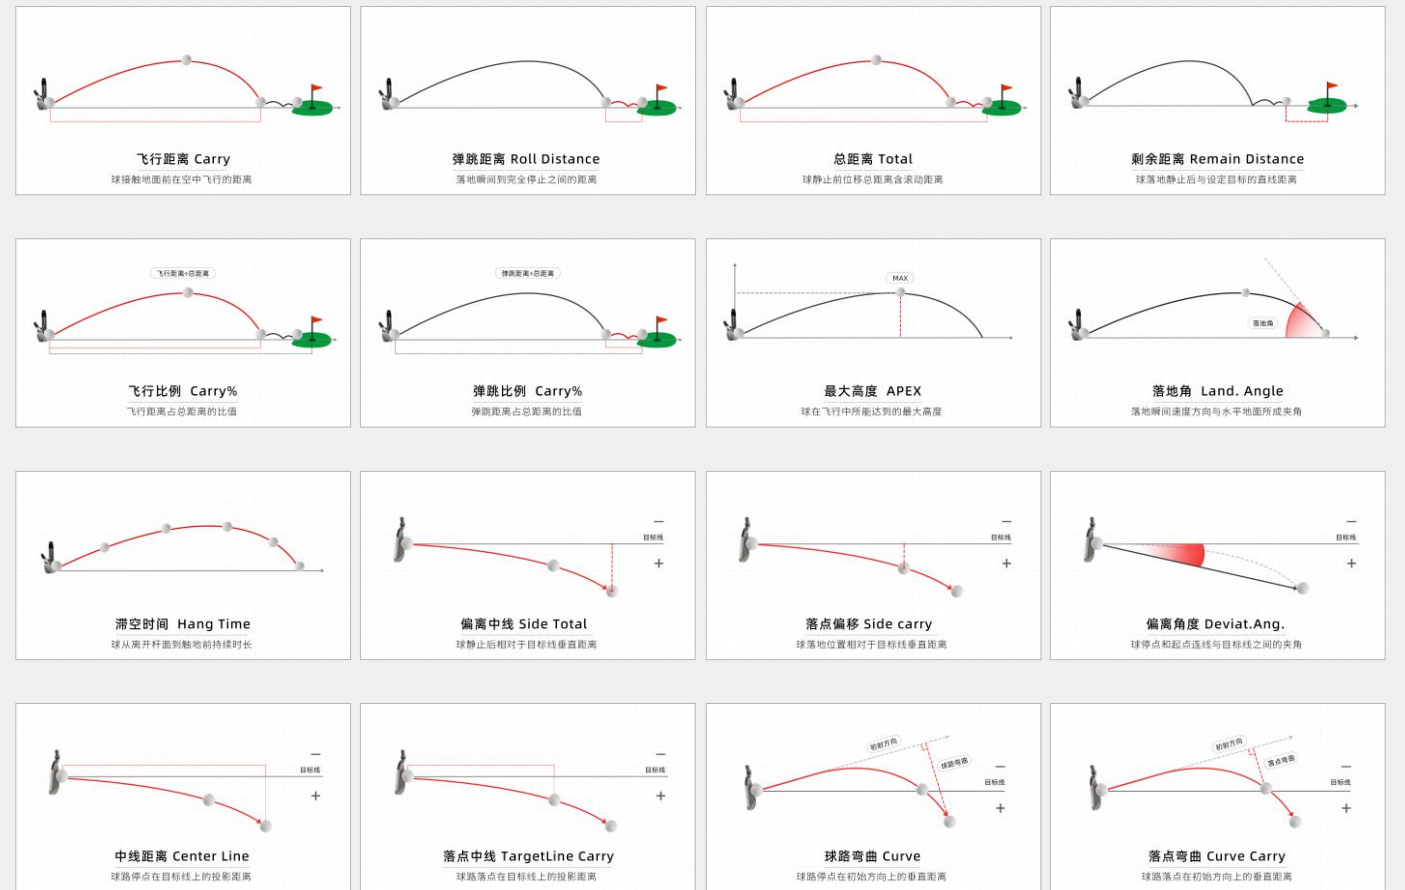 飞行距离 Carry
球接触地面前在空中飞行的距离
弹跳距离 Roll Distance
落地瞬间到完全停止之间的距离
总距离 Total
球静止前位移总距离含滚动距离
剩余距离 Remain Distance
球落地静止后与设定目标的直线距离
飞行距离÷总距离
飞行比例 Carry%
飞行距离占总距离的比值
弹跳距离÷总距离
弹跳比例 Carry%
弹跳距离占总距离的比值
MAX
最大高度 APEX
球在飞行中所能达到的最大高度
落地角
落地角 Land. Angle
落地瞬间速度方向与水平地面所成夹角
滞空时间 Hang Time
球从离开杆面到触地前持续时长
－
目标线
＋
偏离中线 Side Total
球静止后相对于目标线垂直距离
－
目标线
＋
落点偏移 Side carry
球落地位置相对于目标线垂直距离
－
目标线
＋
偏离角度 Deviat.Ang.
球停点和起点连线与目标线之间的夹角
－
目标线
＋
中线距离 Center Line
球路停点在目标线上的投影距离
－
目标线
＋
落点中线 TargetLine Carry
球路落点在目标线上的投影距离
初射方向
球路弯曲
－
目标线
＋
球路弯曲 Curve
球路停点在初始方向上的垂直距离
初射方向
落点弯曲
－
目标线
＋
落点弯曲 Curve Carry
球路落点在初始方向上的垂直距离